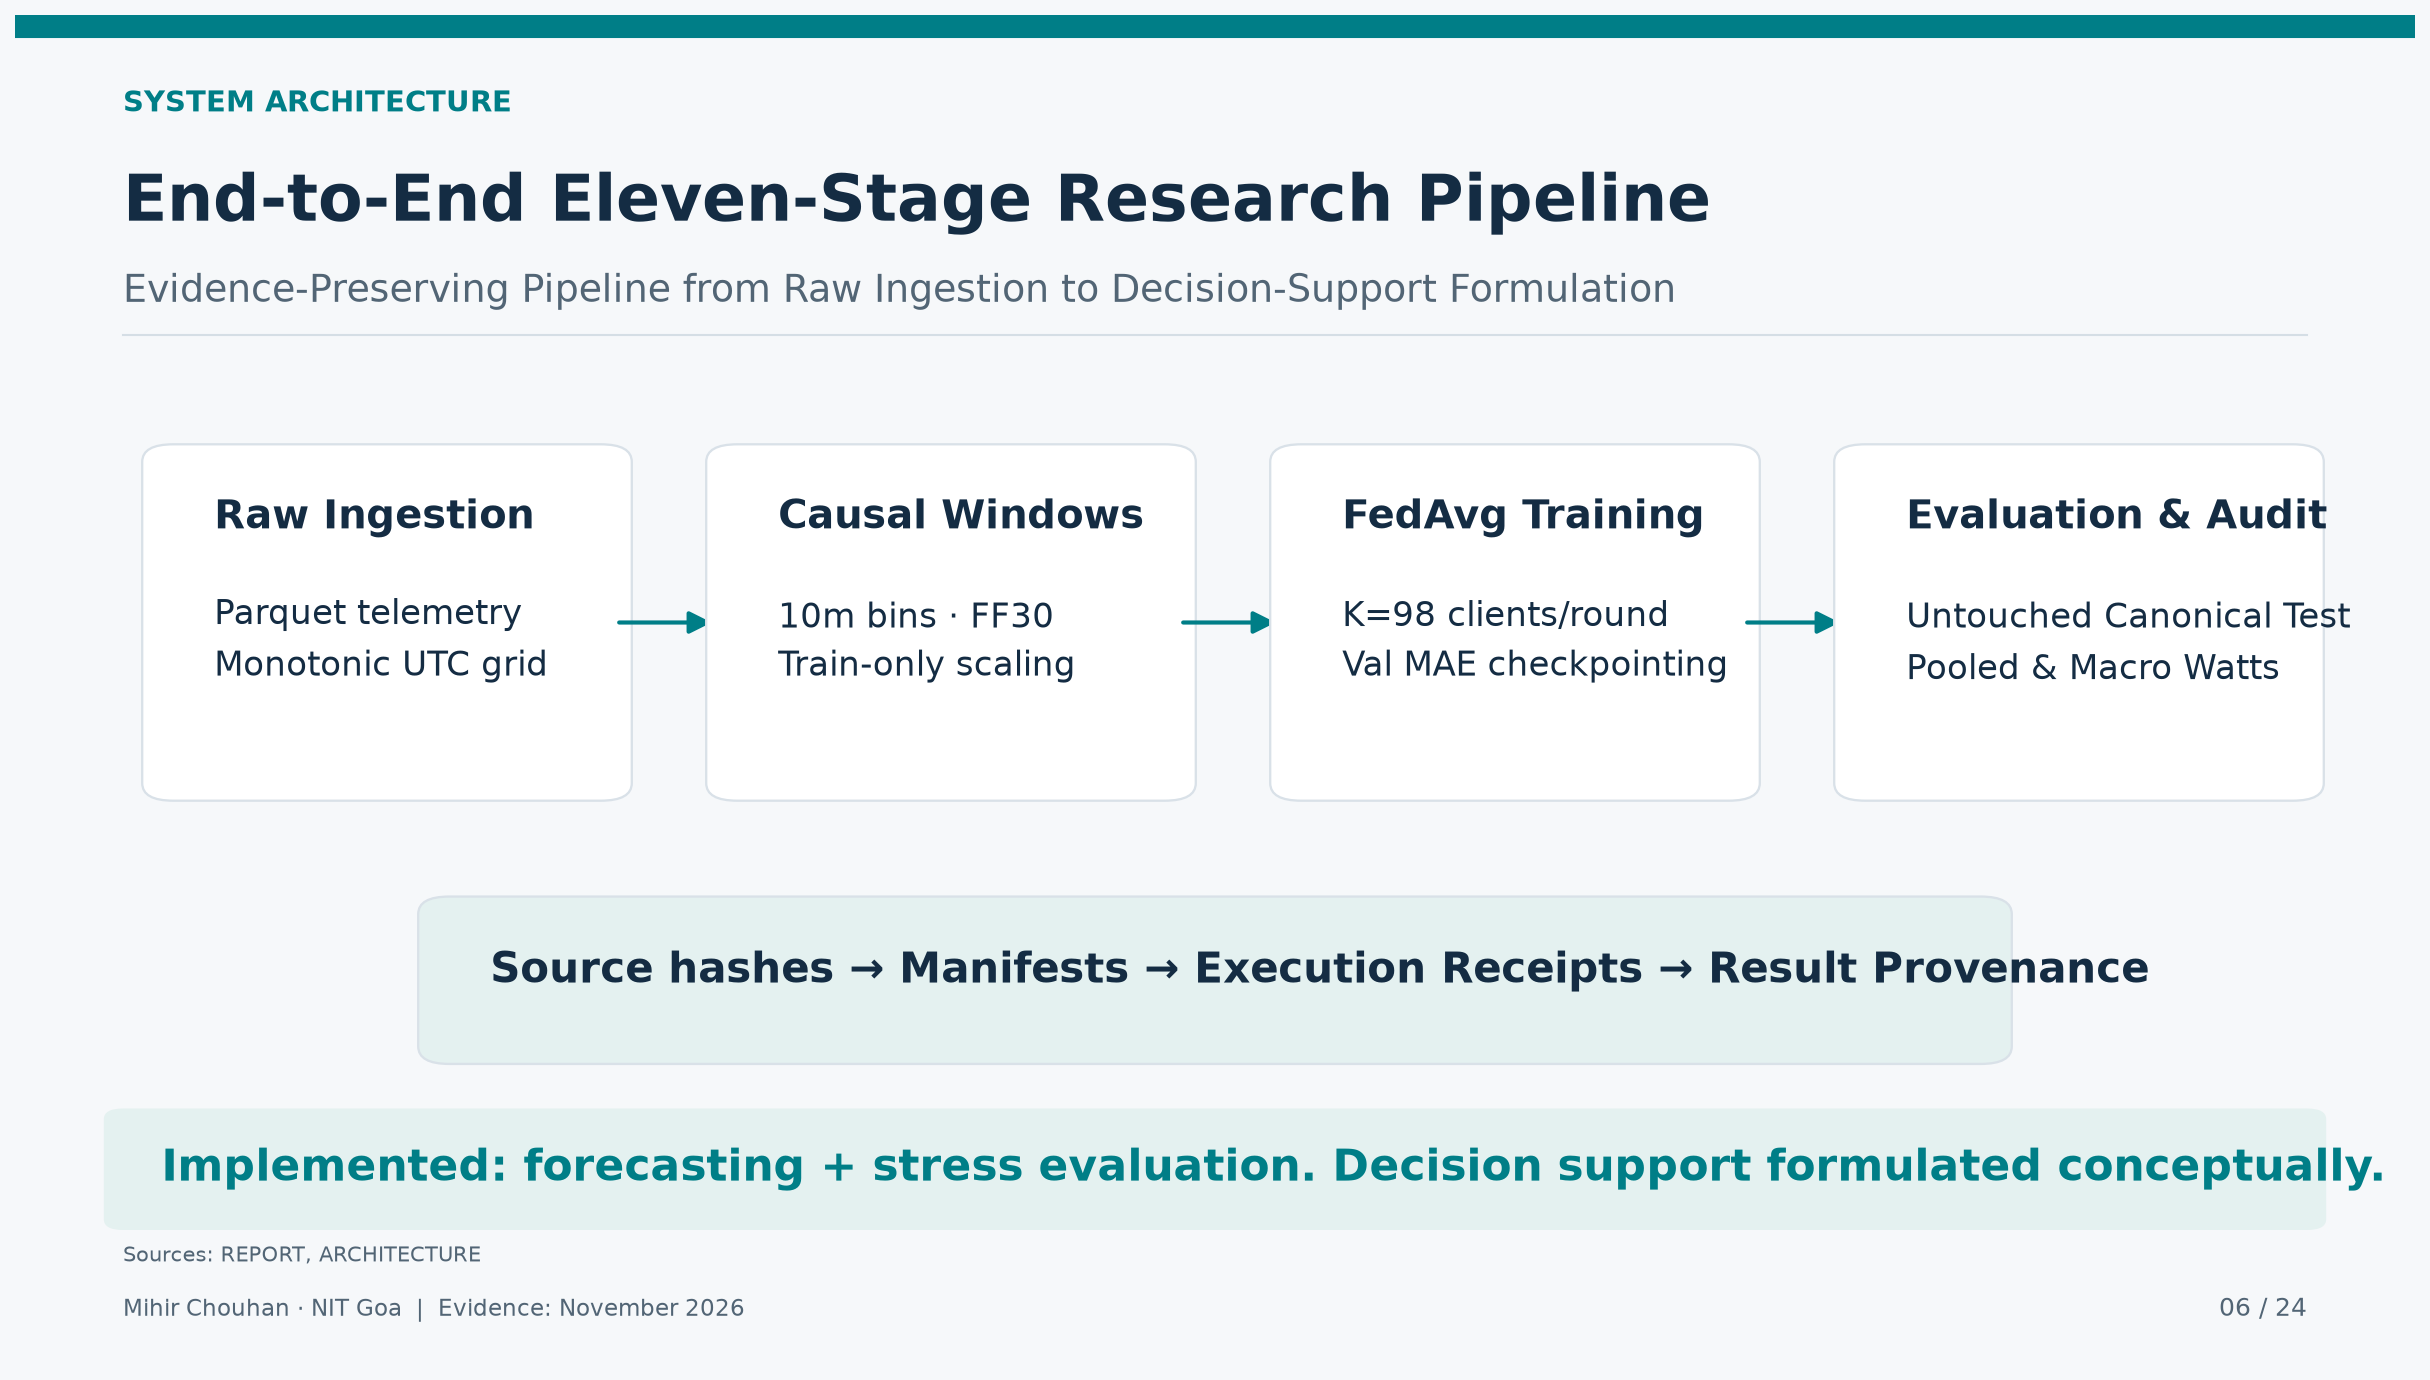 SYSTEM ARCHITECTURE
End-to-End Eleven-Stage Research Pipeline
Evidence-Preserving Pipeline from Raw Ingestion to Decision-Support Formulation
Raw Ingestion
Parquet telemetry
Monotonic UTC grid
Causal Windows
10m bins · FF30
Train-only scaling
FedAvg Training
K=98 clients/round
Val MAE checkpointing
Evaluation & Audit
Untouched Canonical Test
Pooled & Macro Watts
Source hashes → Manifests → Execution Receipts → Result Provenance
Implemented: forecasting + stress evaluation. Decision support formulated conceptually.
Sources: REPORT, ARCHITECTURE
Mihir Chouhan · NIT Goa | Evidence: November 2026
06 / 24